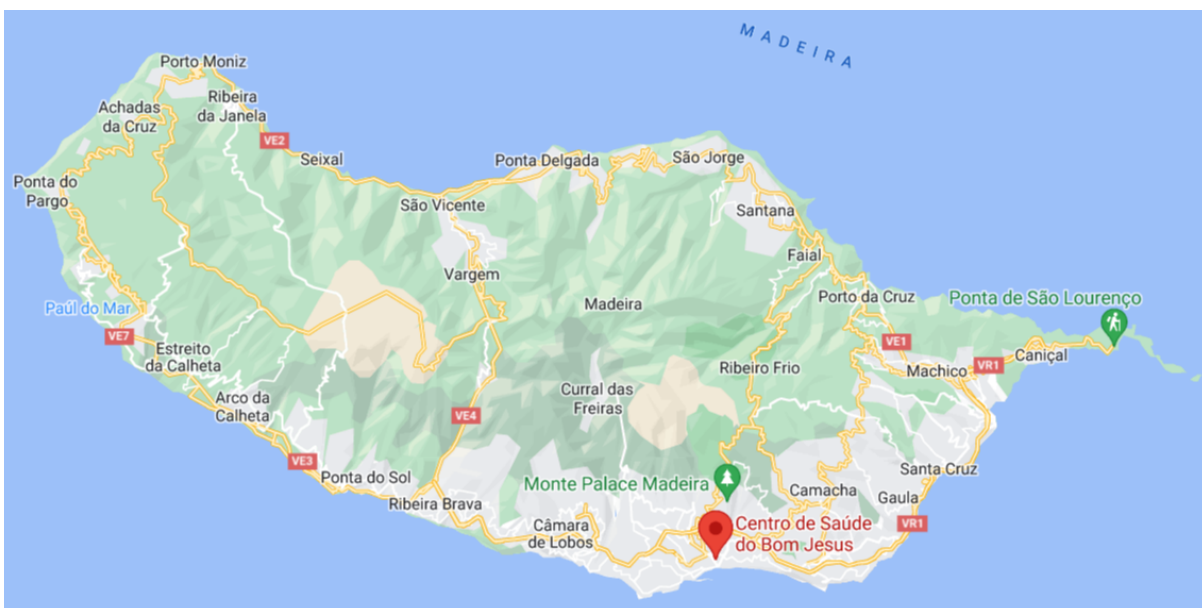 MADEIRA
Porto Moniz
Ribeira
da Janela
Achadas
da Cruz
VE2
Seixal
Ponta Delgada
São Jorge
Ponta do
Pargo
São Vicente
Santana
Faial
Vargem
Madeira
Porto da Cruz
Ponta de São Lourenço
Paúl do Mar
VE7
VE1
Estreito
da Calheta
Caniçal
VR1
Ribeiro Frio
Machico
Arco da
Calheta
Curral das
Freiras
VE4
VE3
Ponta do Sol
Santa Cruz
Monte Palace Madeira
Camacha
Gaula
Ribeira Brava
Câmara
de Lobos
Centro de Saúde
do Bom Jesus
VR1